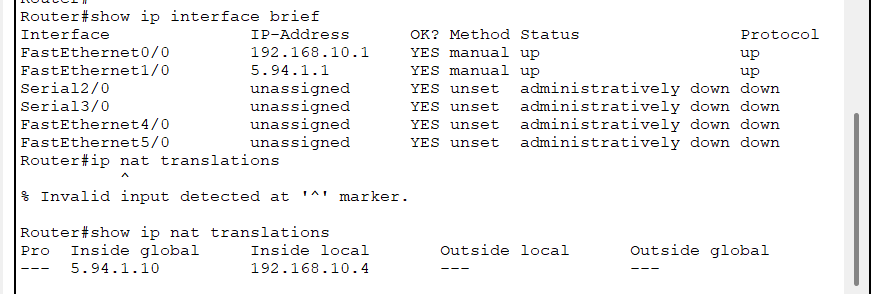 Router#
Router#show ip interface brief
Interface              IP-Address      OK? Method Status                Protocol
FastEthernet0/0        192.168.10.1    YES manual up                    up
FastEthernet1/0        5.94.1.1        YES manual up                    up
Serial2/0              unassigned      YES unset  administratively down down
Serial3/0              unassigned      YES unset  administratively down down
FastEthernet4/0        unassigned      YES unset  administratively down down
FastEthernet5/0        unassigned      YES unset  administratively down down
Router#ip nat translations
          ^
% Invalid input detected at '^' marker.
Router#show ip nat translations
Pro  Inside global     Inside local       Outside local      Outside global
---  5.94.1.10         192.168.10.4       ---                ---